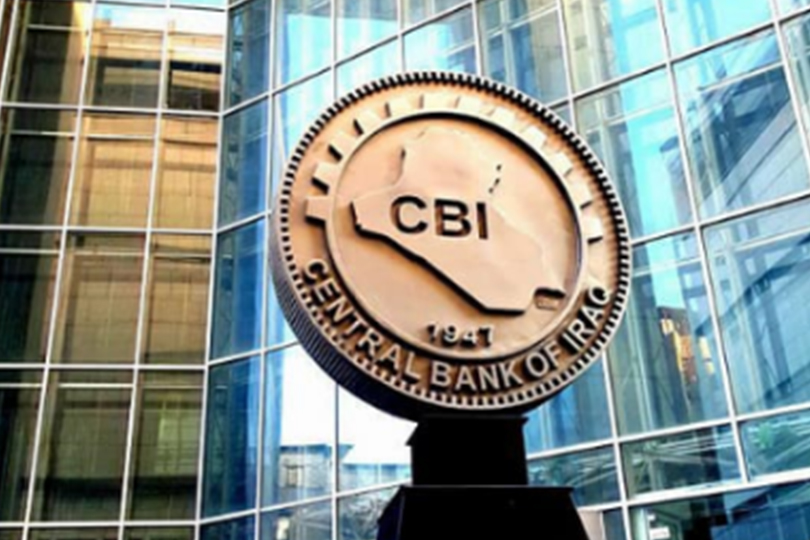 CBI
1947
CENTRAL BANK OF IRAQ